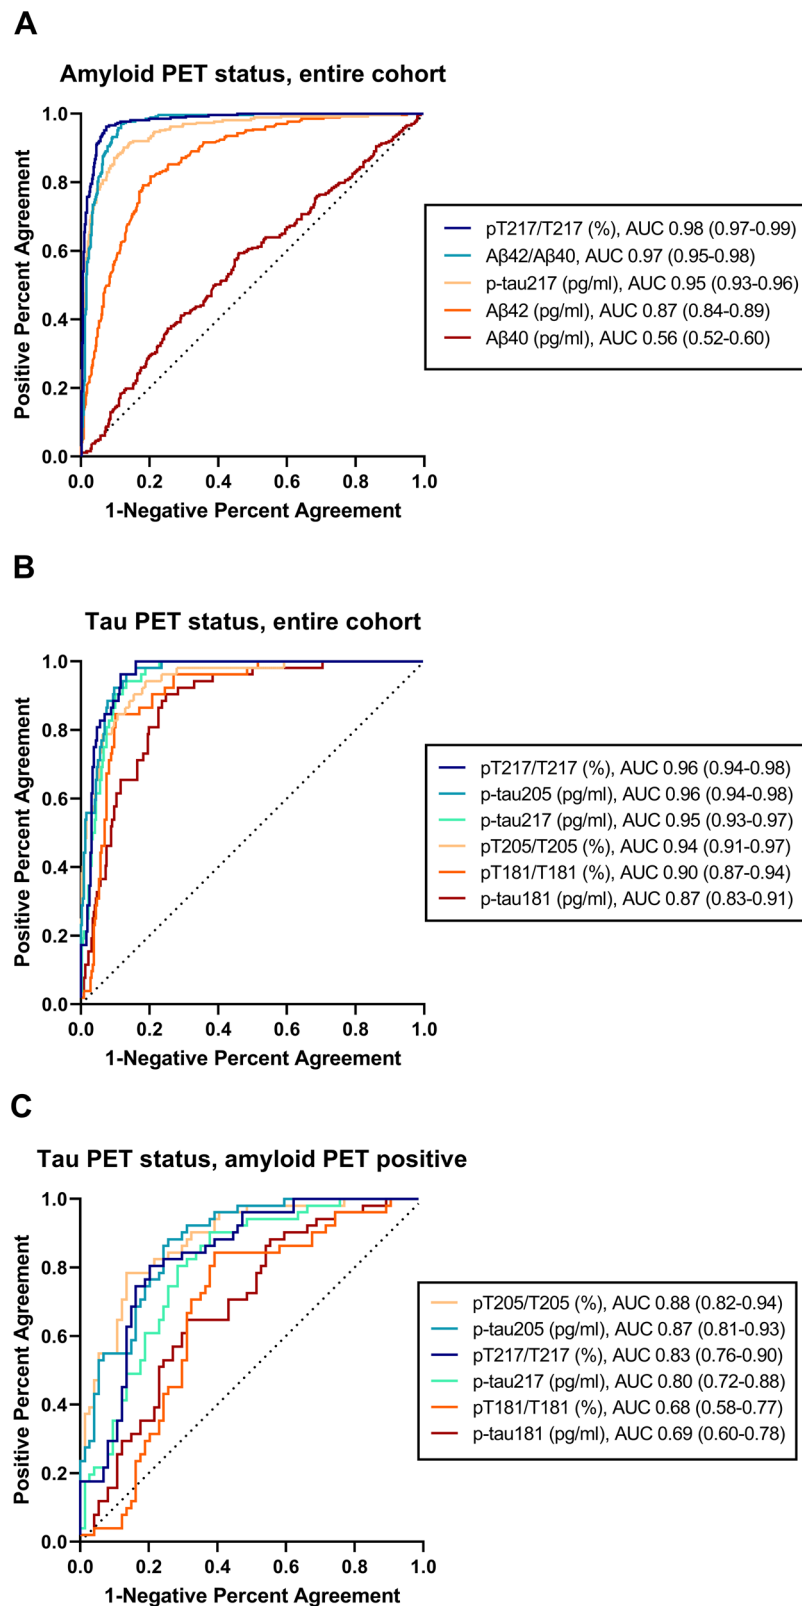 A
Amyloid PET status, entire cohort
Positive Percent Agreement
1.0
0.8
0.6
0.4
0.2
0.0
0.0 0.2 0.4 0.6 0.8 1.0
1-Negative Percent Agreement
pT217/T217 (%), AUC 0.98 (0.97-0.99)
Aβ42/Aβ40, AUC 0.97 (0.95-0.98)
p-tau217 (pg/ml), AUC 0.95 (0.93-0.96)
Aβ42 (pg/ml), AUC 0.87 (0.84-0.89)
Aβ40 (pg/ml), AUC 0.56 (0.52-0.60)
B
Tau PET status, entire cohort
Positive Percent Agreement
1.0
0.8
0.6
0.4
0.2
0.0
0.0 0.2 0.4 0.6 0.8 1.0
1-Negative Percent Agreement
pT217/T217 (%), AUC 0.96 (0.94-0.98)
p-tau205 (pg/ml), AUC 0.96 (0.94-0.98)
p-tau217 (pg/ml), AUC 0.95 (0.93-0.97)
pT205/T205 (%), AUC 0.94 (0.91-0.97)
pT181/T181 (%), AUC 0.90 (0.87-0.94)
p-tau181 (pg/ml), AUC 0.87 (0.83-0.91)
C
Tau PET status, amyloid PET positive
Positive Percent Agreement
1.0
0.8
0.6
0.4
0.2
0.0
0.0 0.2 0.4 0.6 0.8 1.0
1-Negative Percent Agreement
pT205/T205 (%), AUC 0.88 (0.82-0.94)
p-tau205 (pg/ml), AUC 0.87 (0.81-0.93)
pT217/T217 (%), AUC 0.83 (0.76-0.90)
p-tau217 (pg/ml), AUC 0.80 (0.72-0.88)
pT181/T181 (%), AUC 0.68 (0.58-0.77)
p-tau181 (pg/ml), AUC 0.69 (0.60-0.78)